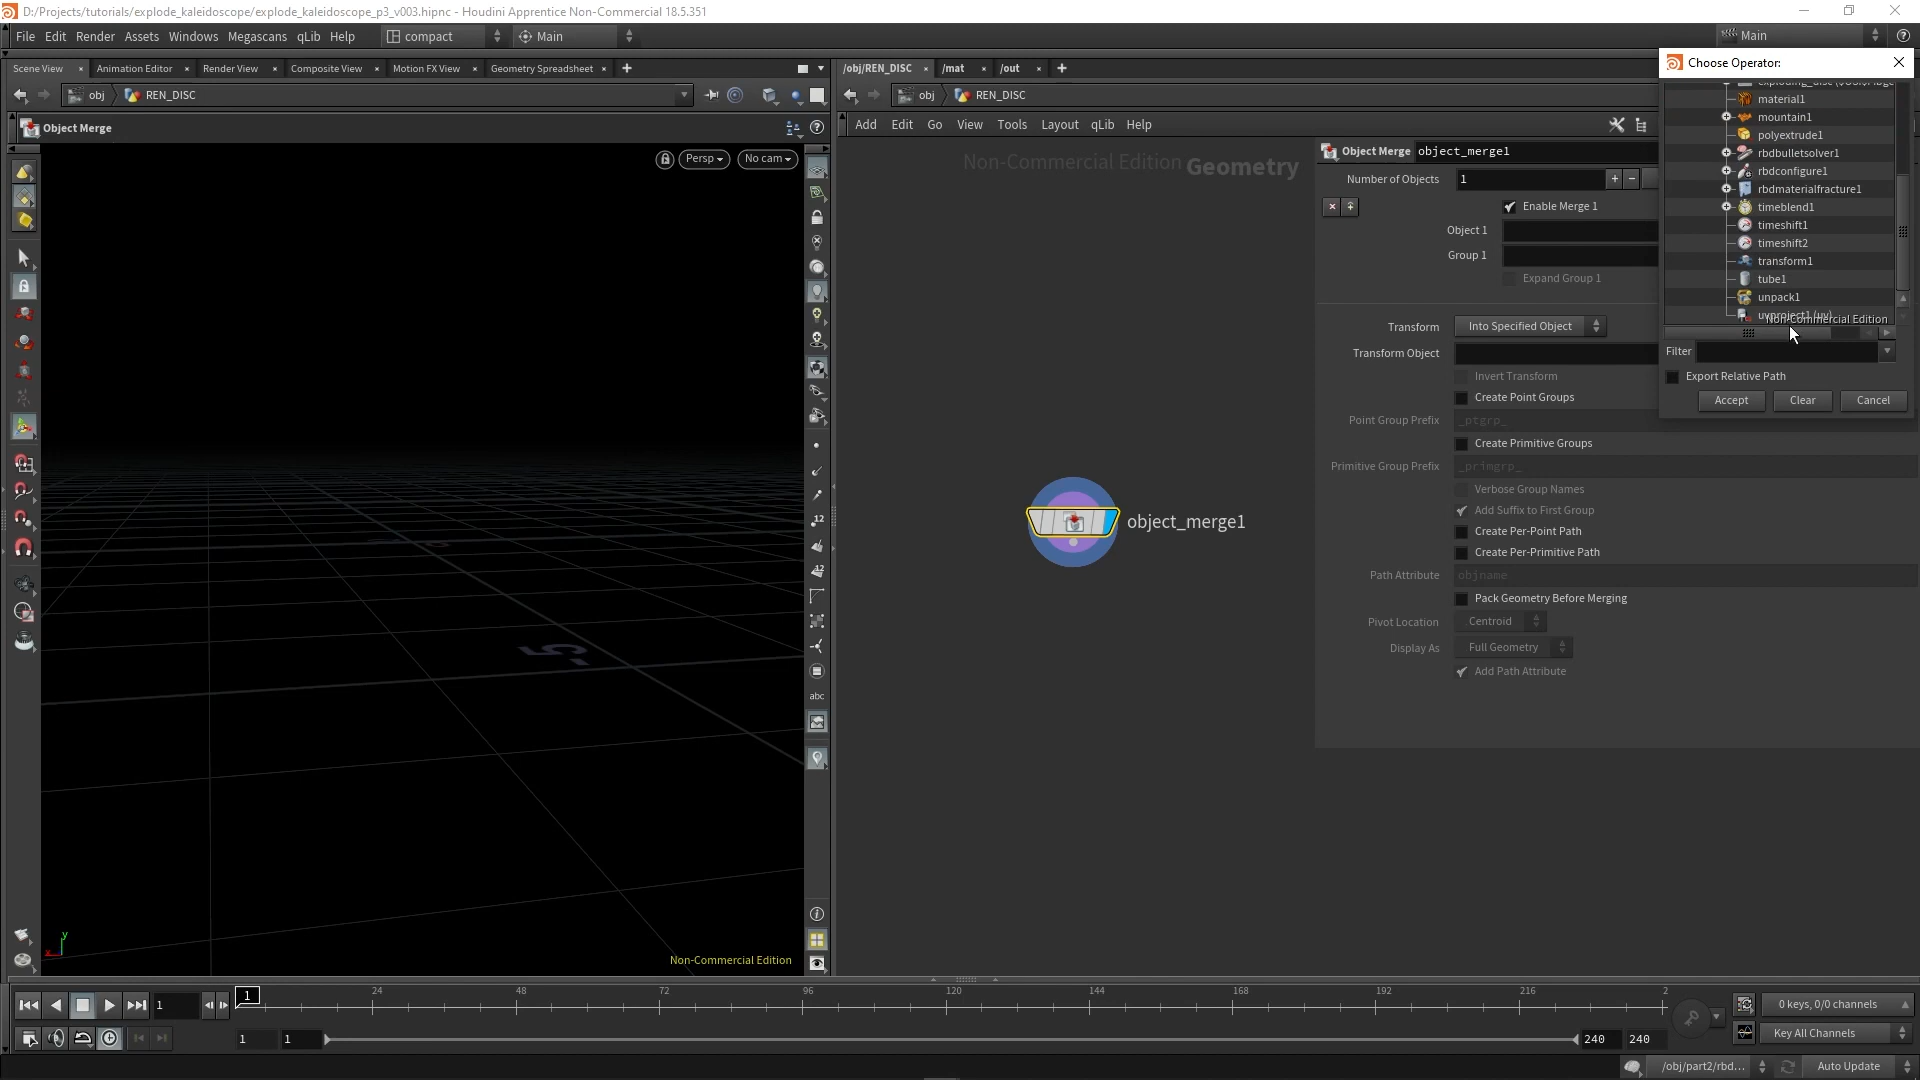 D:/Projects/tutorials/explode_kaleidoscope/explode_kaleidoscope_p3_v003.hipnc - Houdini Apprentice Non-Commercial 18.5.351
File Edit Render Assets Windows Megascans qLib Help compact Main Main
Scene View Animation Editor Render View Composite View Motion FX View Geometry Spreadsheet
/obj/REN_DISC /mat /out
obj REN_DISC
obj REN_DISC
Object Merge
Add Edit Go View Tools Layout qLib Help
Persp No cam
Non-Commercial Edition Geometry
Object Merge object_merge1
Number of Objects 1
Enable Merge 1
Object 1
Group 1
Expand Group 1
Transform Into Specified Object
Transform Object
Invert Transform
Create Point Groups
Point Group Prefix _ptgrp_
Create Primitive Groups
Primitive Group Prefix _primgrp_
Verbose Group Names
Add Suffix to First Group
Create Per-Point Path
Create Per-Primitive Path
Path Attribute objname
Pack Geometry Before Merging
Pivot Location Centroid
Display As Full Geometry
Add Path Attribute
object_merge1
Choose Operator:
material1
mountain1
polyextrude1
rbdbulletsolver1
rbdconfigure1
rbdmaterialfracture1
timeblend1
timeshift1
timeshift2
transform1
tube1
unpack1
uvproject1 (uv)
Non-Commercial Edition
Filter
Export Relative Path
Accept Clear Cancel
12
12
abc
-5
y
x
Non-Commercial Edition
1 1 24 48 72 96 120 144 168 192 216 2
0 keys, 0/0 channels
1 1 240 240
Key All Channels
/obj/part2/rbd... Auto Update